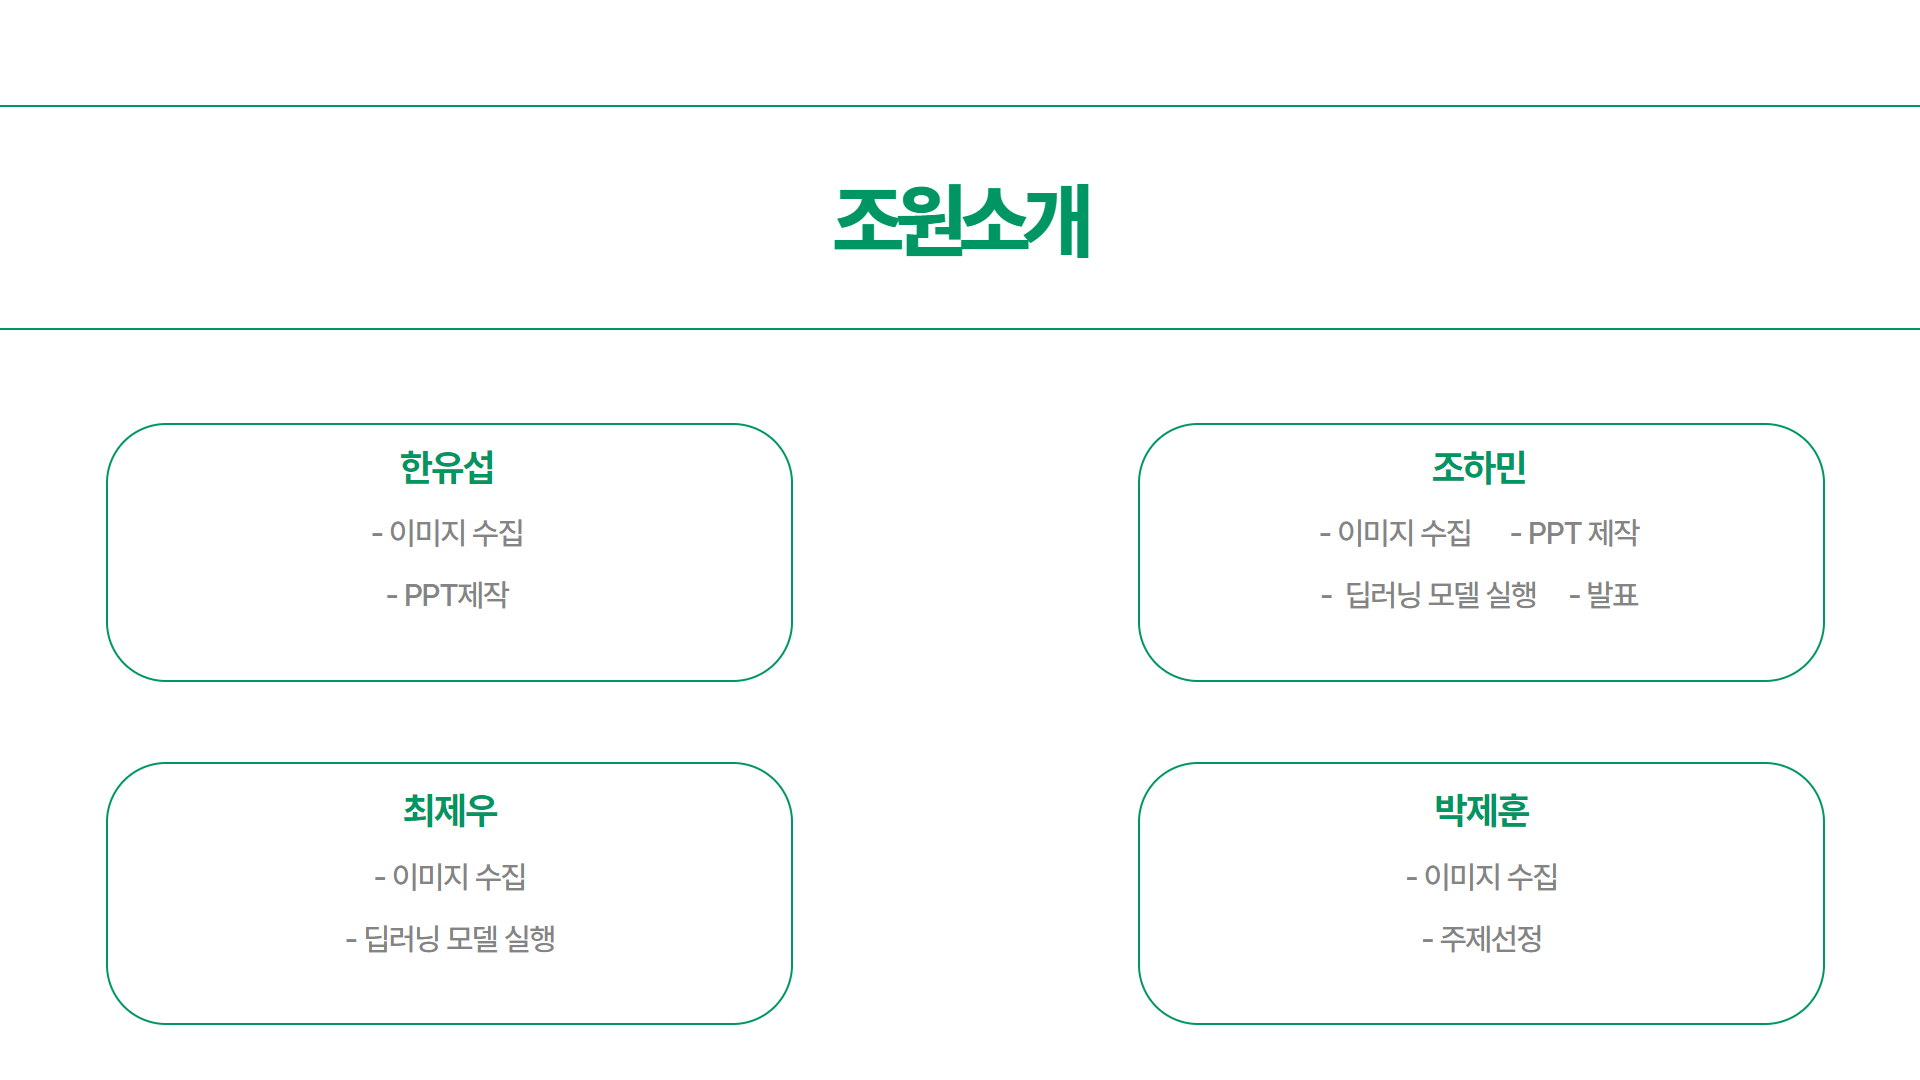 조원소개
한유섭
- 이미지 수집
- PPT제작
조하민
- 이미지 수집 - PPT 제작
- 딥러닝 모델 실행 - 발표
최제우
- 이미지 수집
- 딥러닝 모델 실행
박제훈
- 이미지 수집
- 주제선정